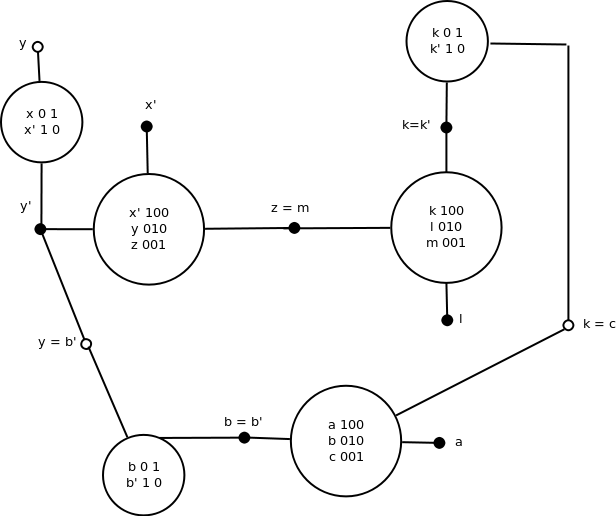 k 0 1
k' 1 0
y
x 0 1
x' 1 0
x'
k=k'
y'
x' 100
y 010
z 001
z = m
k 100
l 010
m 001
l
k = c
y = b'
b = b'
a 100
b 010
c 001
a
b 0 1
b' 1 0